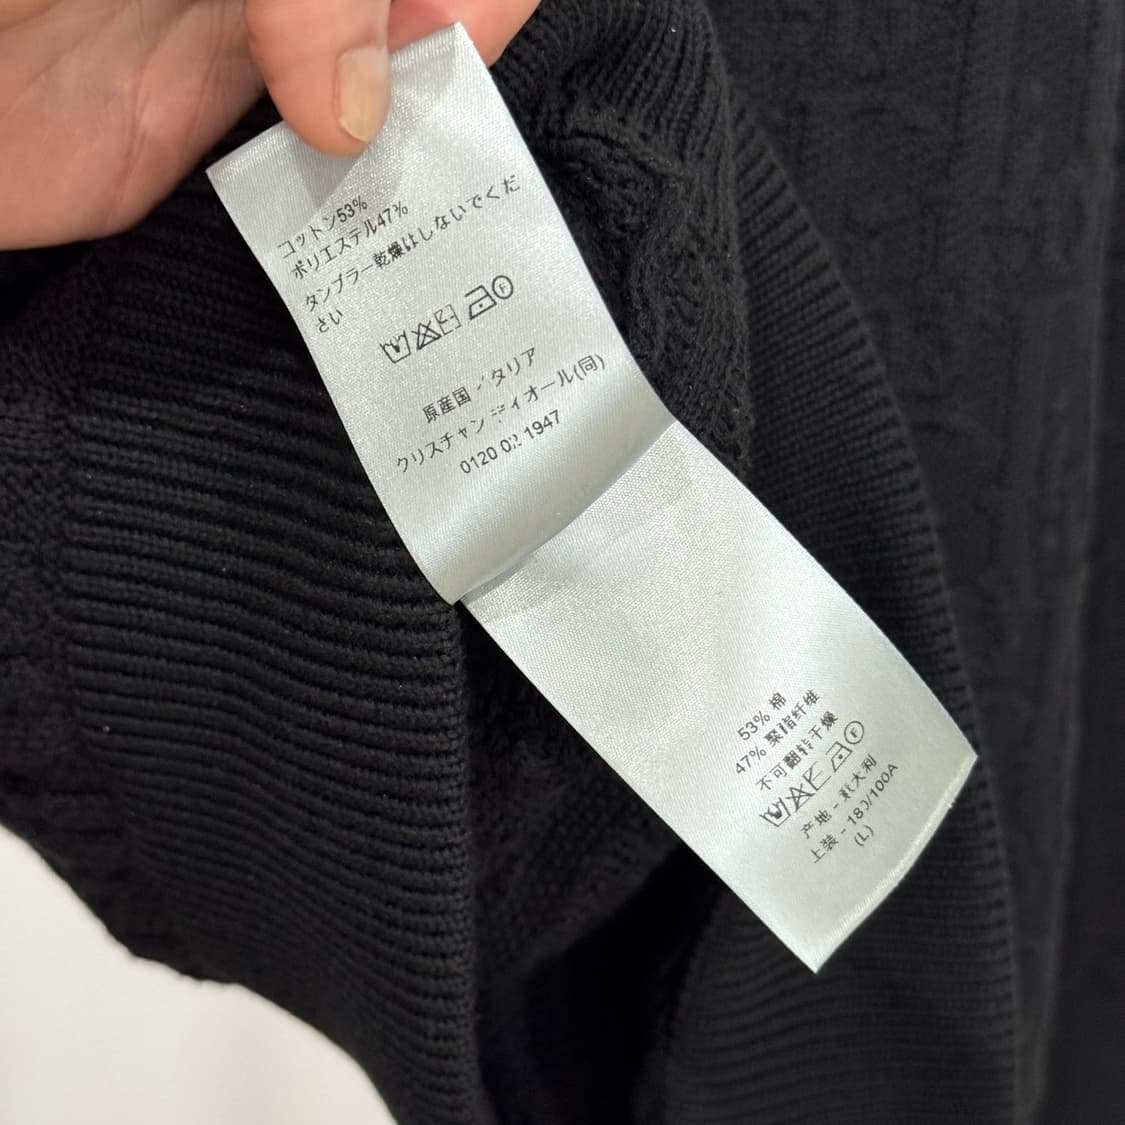 コットン53%
ポリエステル47%
タンブラー乾燥はしないでくだ
さい
原産国 イタリア
クリスチャン ディオール(同)
0120 02 1947
53% 棉
47% 聚酯纤维
不可翻转干燥
产地 - 意大利
上装 - 180/100A
(L)